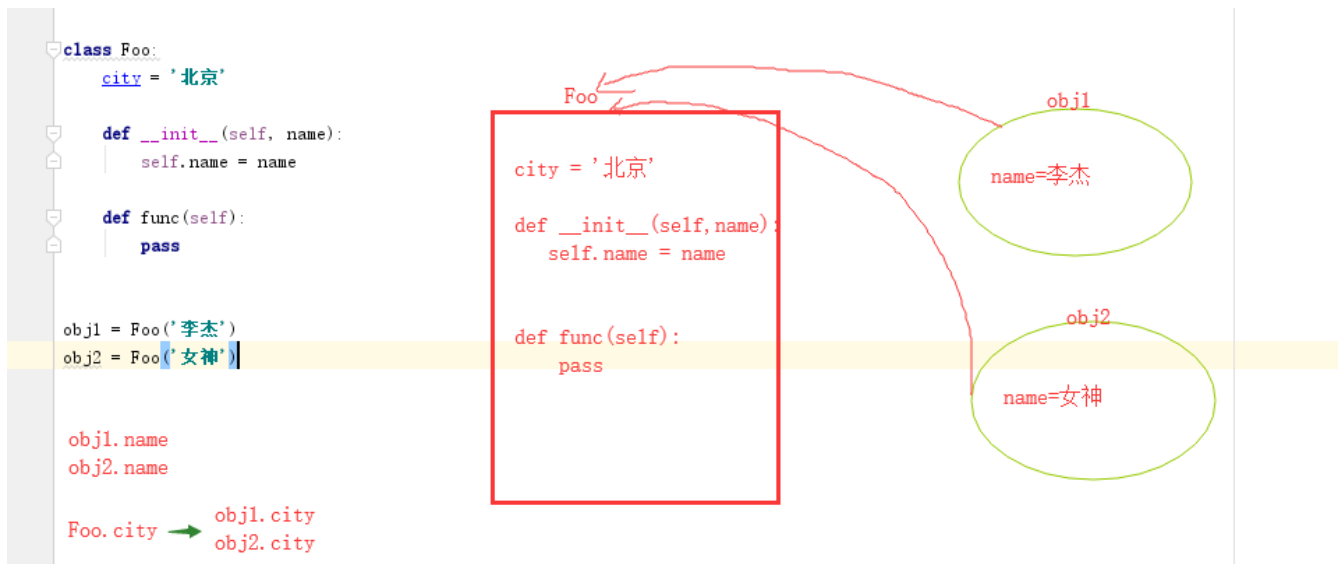 class Foo:
city = '北京'
def __init__(self, name):
self.name = name
def func(self):
pass
obj1 = Foo('李杰')
obj2 = Foo('女神')
obj1.name
obj2.name
Foo.city
obj1.city
obj2.city
Foo
city = '北京'
def __init__(self,name):
self.name = name
def func(self):
pass
obj1
name=李杰
obj2
name=女神